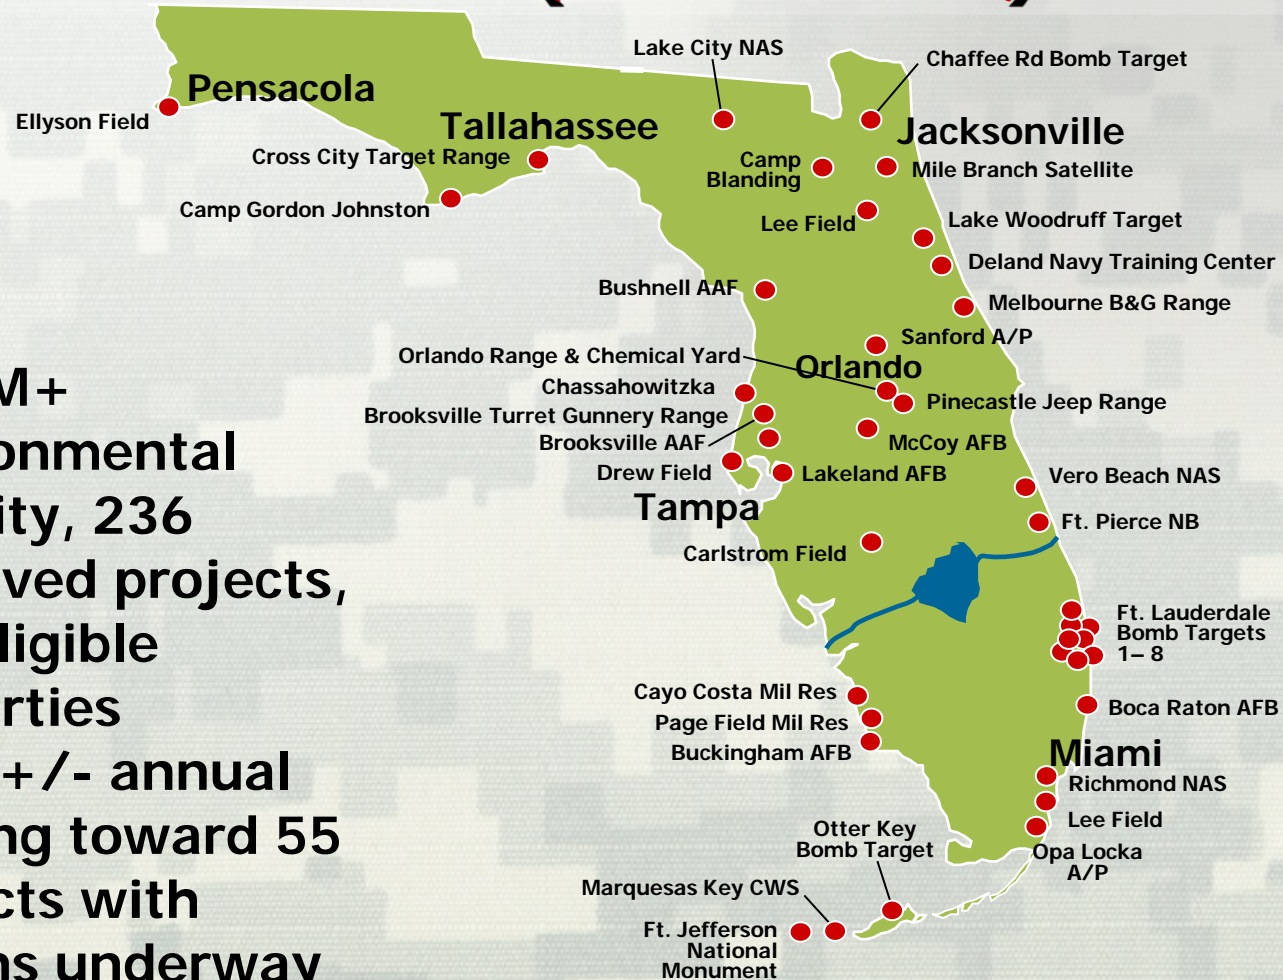 M+
onmental
ity, 236
ved projects,
ligible
rties
+/- annual
ng toward 55
cts with
ns underway
Lake City NAS
Chaffee Rd Bomb Target
Pensacola
Ellyson Field
Tallahassee
Jacksonville
Cross City Target Range
Camp
Blanding
Mile Branch Satellite
Camp Gordon Johnston
Lee Field
Lake Woodruff Target
Deland Navy Training Center
Bushnell AAF
Melbourne B&G Range
Sanford A/P
Orlando Range & Chemical Yard
Orlando
Chassahowitzka
Pinecastle Jeep Range
Brooksville Turret Gunnery Range
Brooksville AAF
McCoy AFB
Drew Field
Lakeland AFB
Vero Beach NAS
Tampa
Ft. Pierce NB
Carlstrom Field
Ft. Lauderdale
Bomb Targets
1– 8
Cayo Costa Mil Res
Boca Raton AFB
Page Field Mil Res
Buckingham AFB
Miami
Richmond NAS
Lee Field
Otter Key
Bomb Target
Opa Locka
A/P
Marquesas Key CWS
Ft. Jefferson
National
Monument